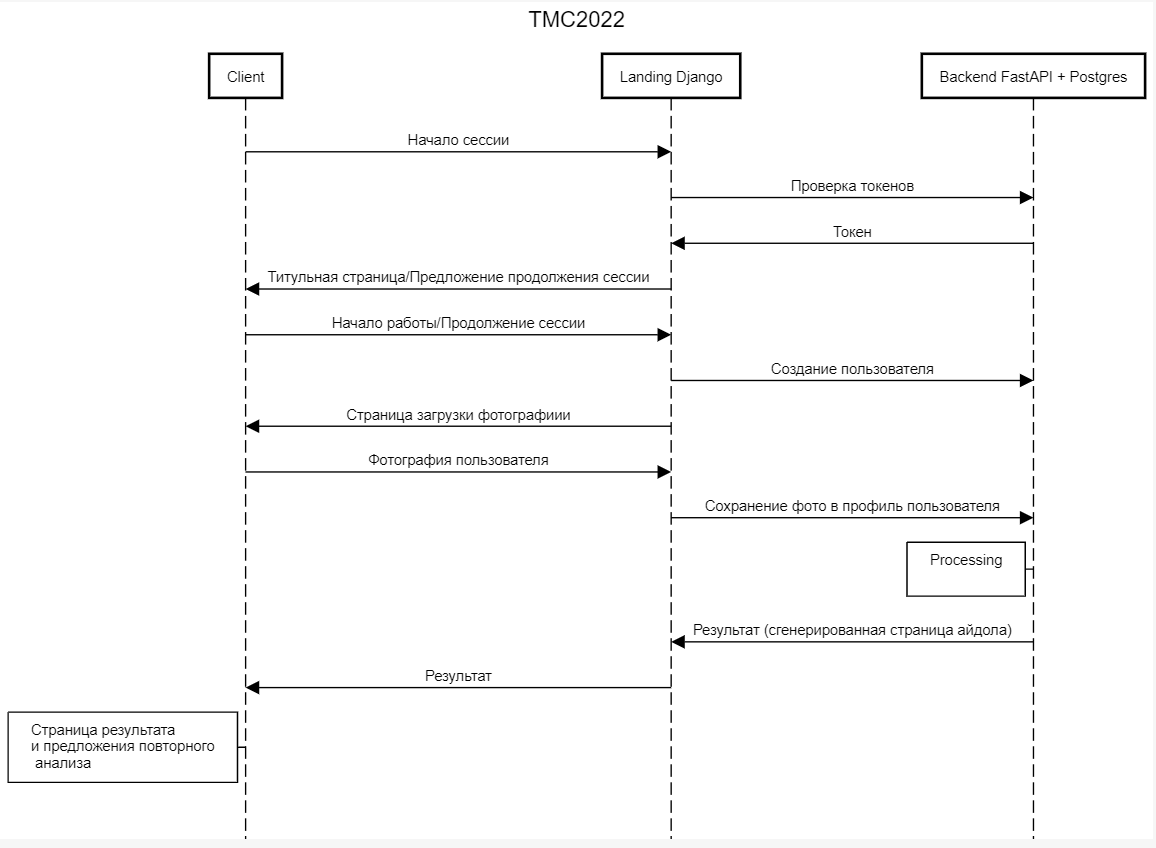 TMC2022
Client
Landing Django
Backend FastAPI + Postgres
Начало сессии
Проверка токенов
Токен
Титульная страница/Предложение продолжения сессии
Начало работы/Продолжение сессии
Создание пользователя
Страница загрузки фотографиии
Фотография пользователя
Сохранение фото в профиль пользователя
Processing
Результат (сгенерированная страница айдола)
Результат
Страница результата
и предложения повторного
анализа